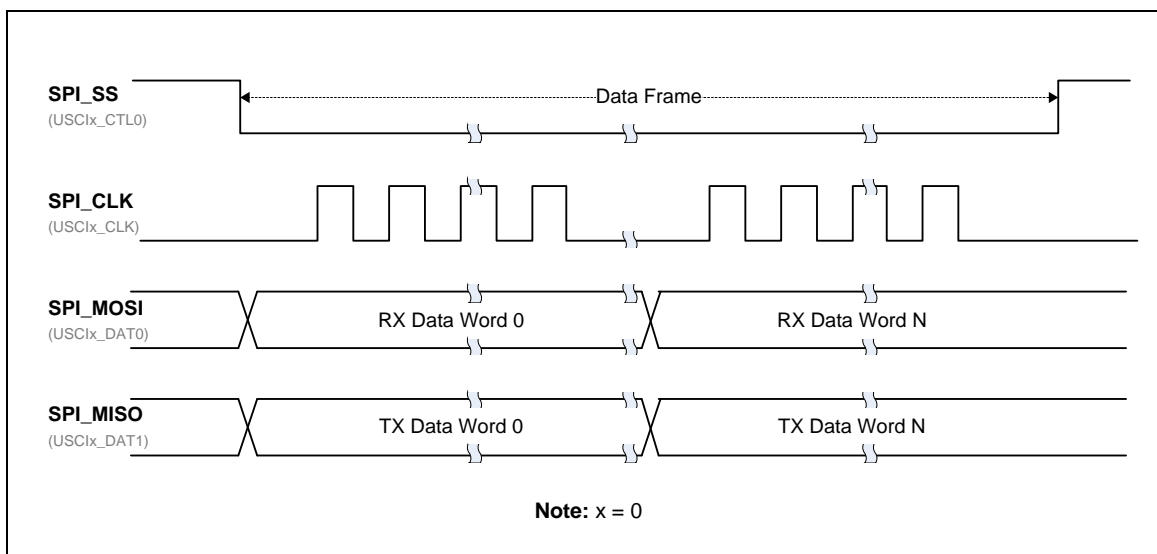 SPI_SS
(USCIx_CTL0)
Data Frame
SPI_CLK
(USCIx_CLK)
SPI_MOSI
(USCIx_DAT0)
RX Data Word 0
RX Data Word N
SPI_MISO
(USCIx_DAT1)
TX Data Word 0
TX Data Word N
Note: x = 0